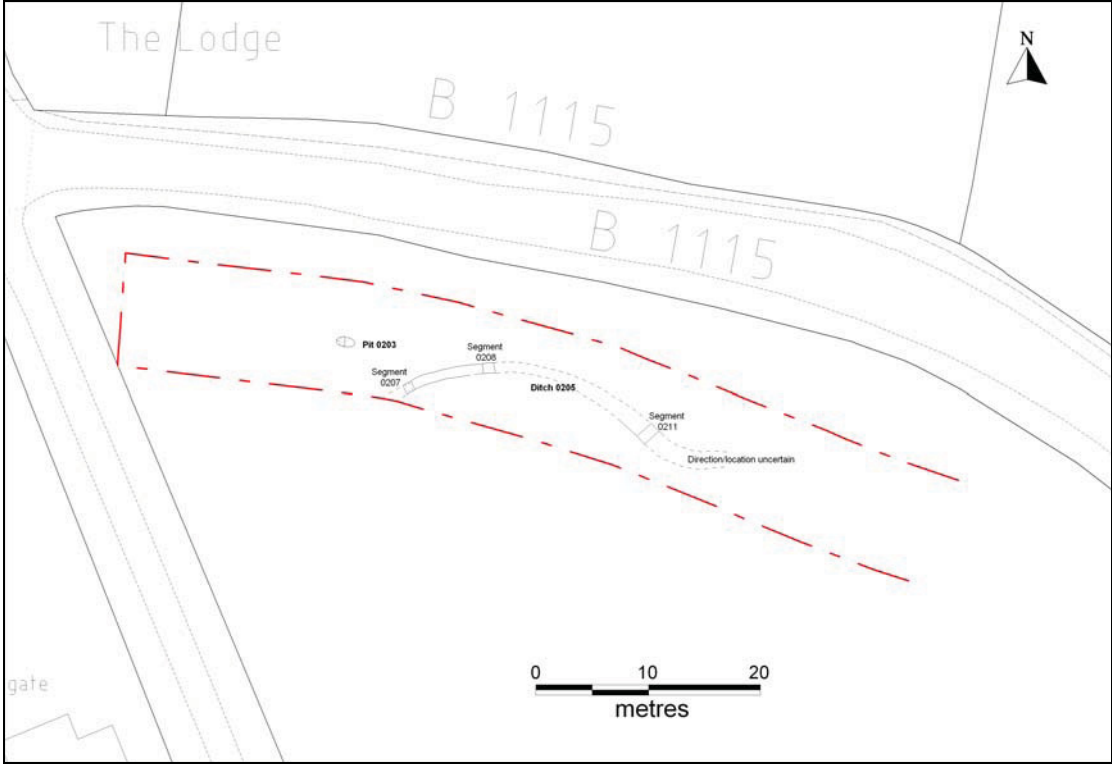 The Lodge
N
B 1115
B 1115
Pit 0203
Segment
0208
Segment
0207
Ditch 0205
Segment
0211
Direction/location uncertain
0 10 20
metres
gate